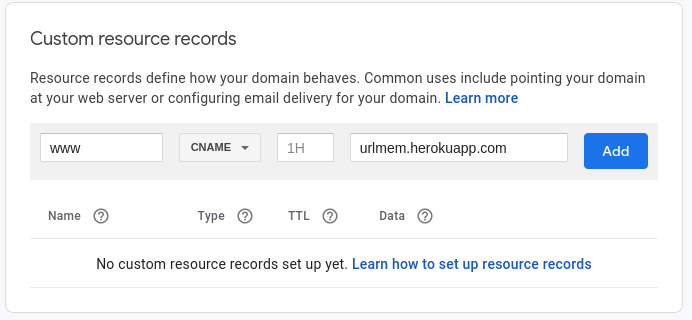 Custom resource records
Resource records define how your domain behaves. Common uses include pointing your domain
at your web server or configuring email delivery for your domain. Learn more
www CNAME 1H urlmem.herokuapp.com Add
Name ? Type ? TTL ? Data ?
No custom resource records set up yet. Learn how to set up resource records